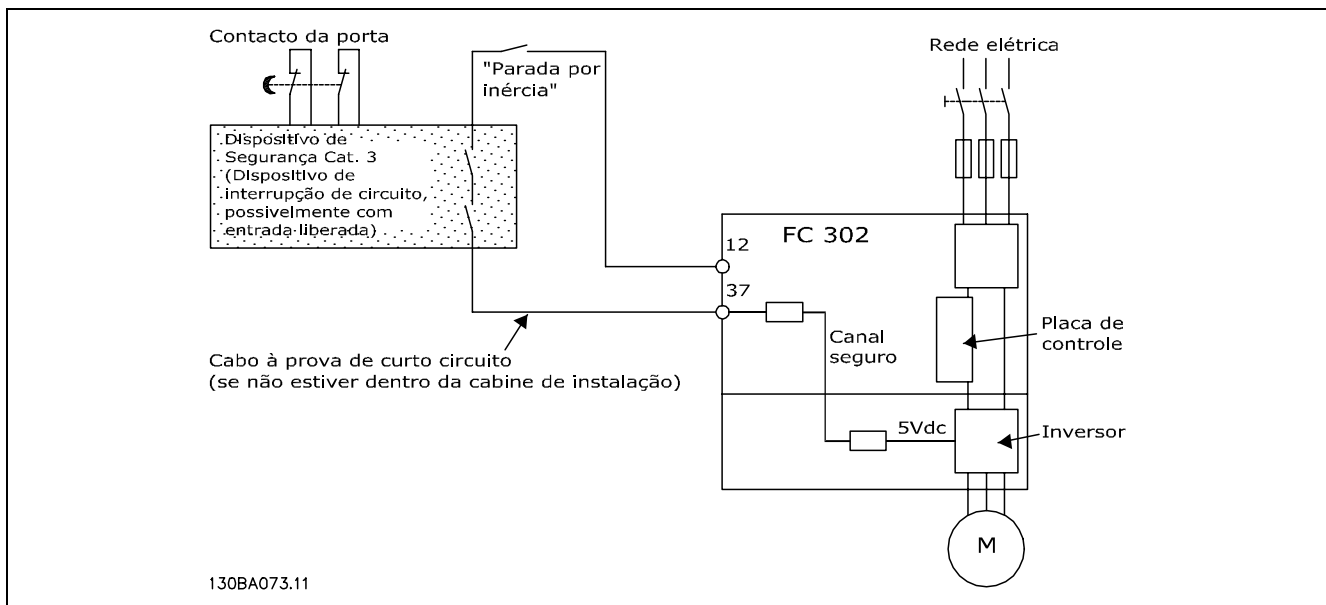 Contacto da porta
"Parada por
inércia"
Rede elétrica
Dispositivo de
Segurança Cat. 3
(Dispositivo de
interrupção de circuito,
possivelmente com
entrada liberada)
12
FC 302
37
Canal
seguro
Placa de
controle
Cabo à prova de curto circuito
(se não estiver dentro da cabine de instalação)
5Vdc
Inversor
M
130BA073.11